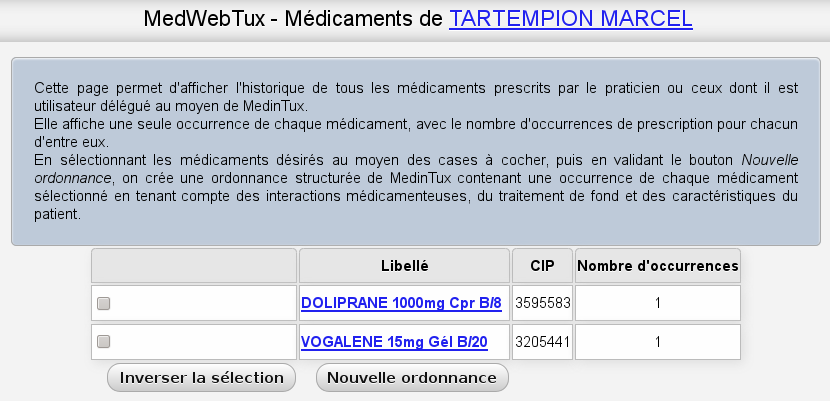 MedWebTux - Médicaments de TARTEMPION MARCEL
Cette page permet d'afficher l'historique de tous les médicaments prescrits par le praticien ou ceux dont il est
utilisateur délégué au moyen de MedinTux.
Elle affiche une seule occurrence de chaque médicament, avec le nombre d'occurrences de prescription pour chacun
d'entre eux.
En sélectionnant les médicaments désirés au moyen des cases à cocher, puis en validant le bouton Nouvelle
ordonnance, on crée une ordonnance structurée de MedinTux contenant une occurrence de chaque médicament
sélectionné en tenant compte des interactions médicamenteuses, du traitement de fond et des caractéristiques du
patient.
Libellé CIP Nombre d'occurrences
DOLIPRANE 1000mg Cpr B/8 3595583 1
VOGALENE 15mg Gél B/20 3205441 1
Inverser la sélection Nouvelle ordonnance